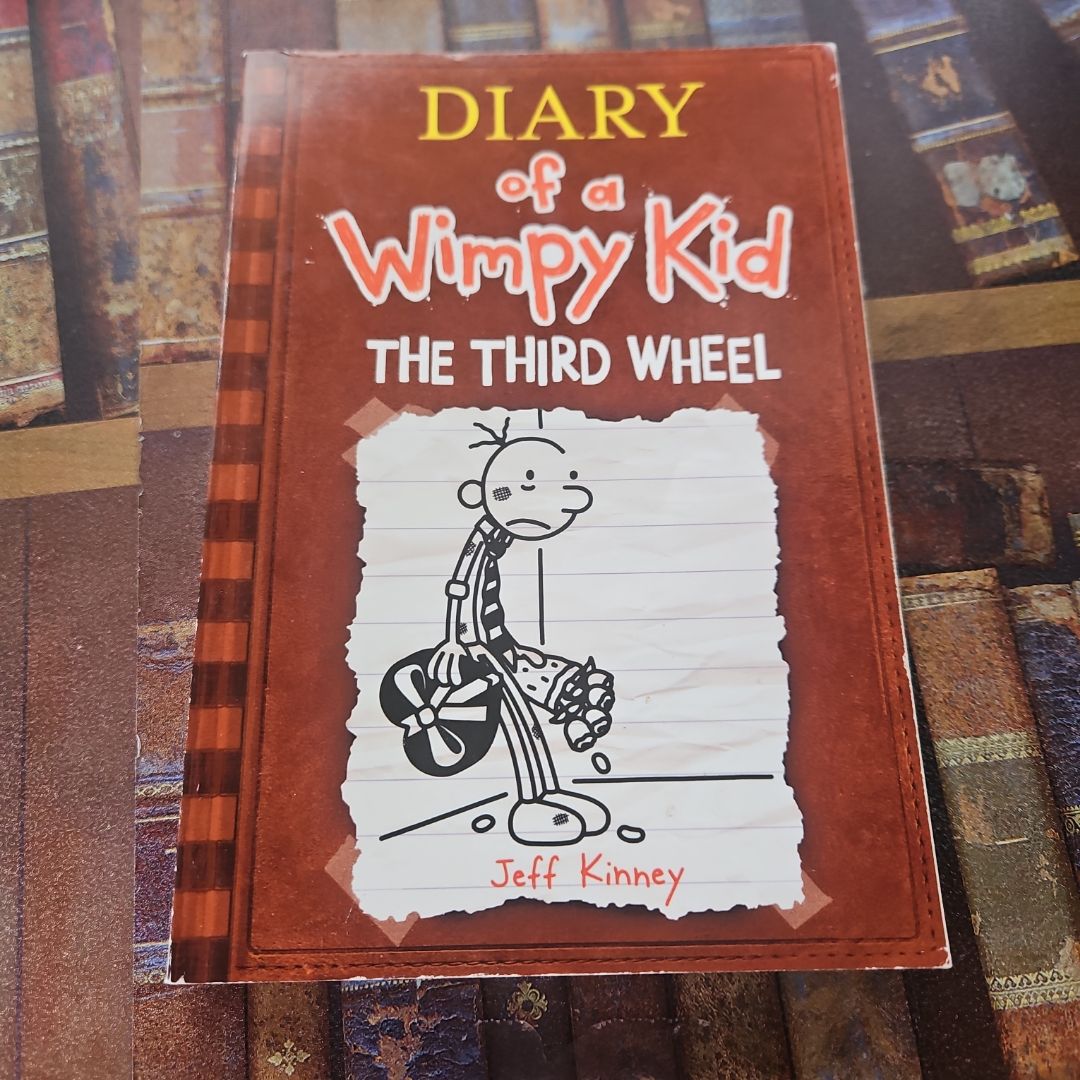 DIARY
of a
Wimpy Kid
THE THIRD WHEEL
Jeff Kinney